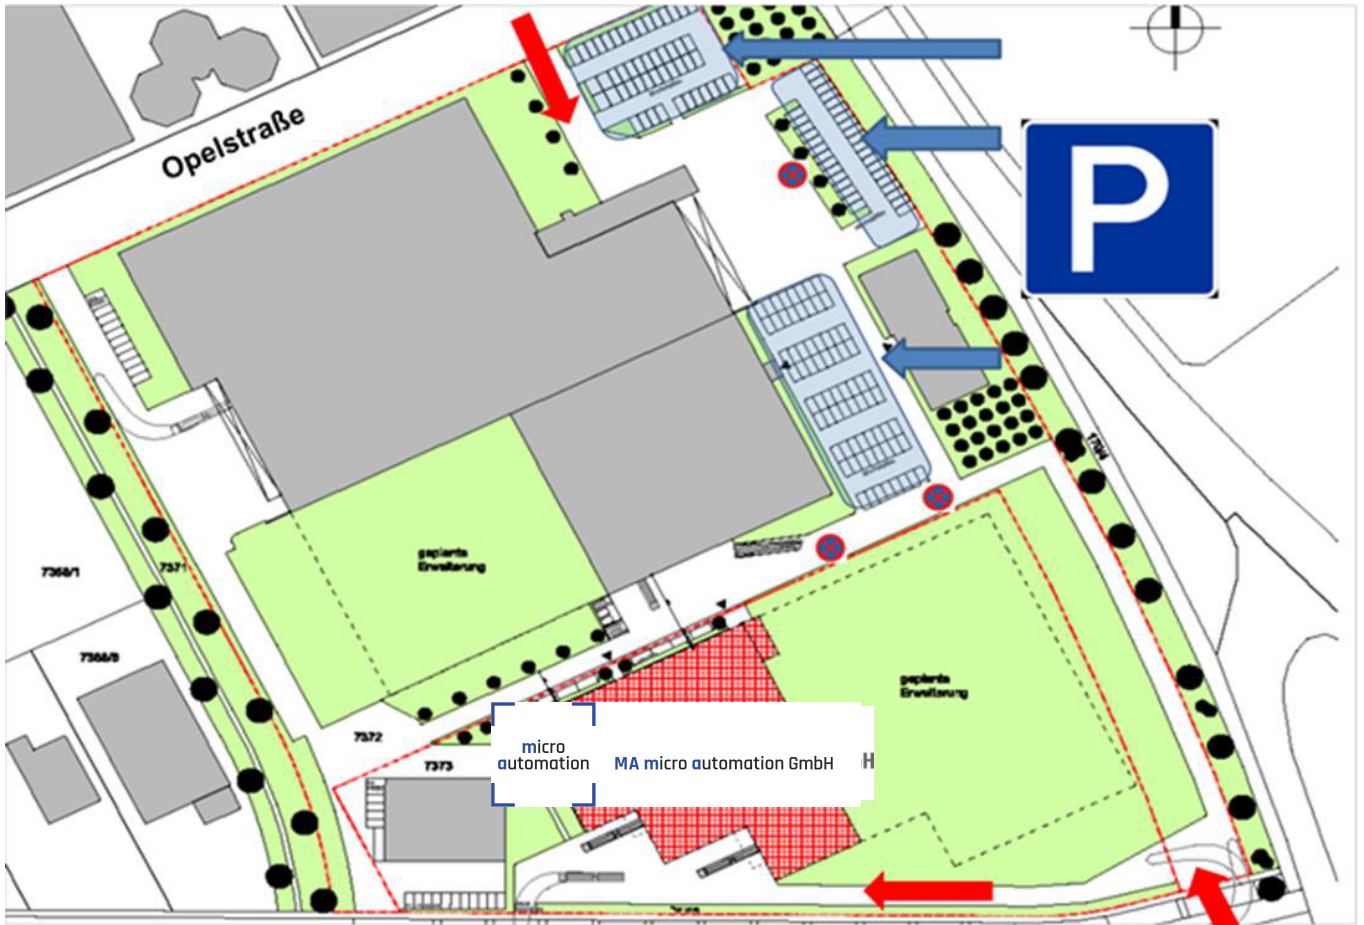 Opelstraße
P
geplante
Erweiterung
7368/1
7371
7368/8
geplante
Erweiterung
7372
7373
micro
automation
MA micro automation GmbH
H